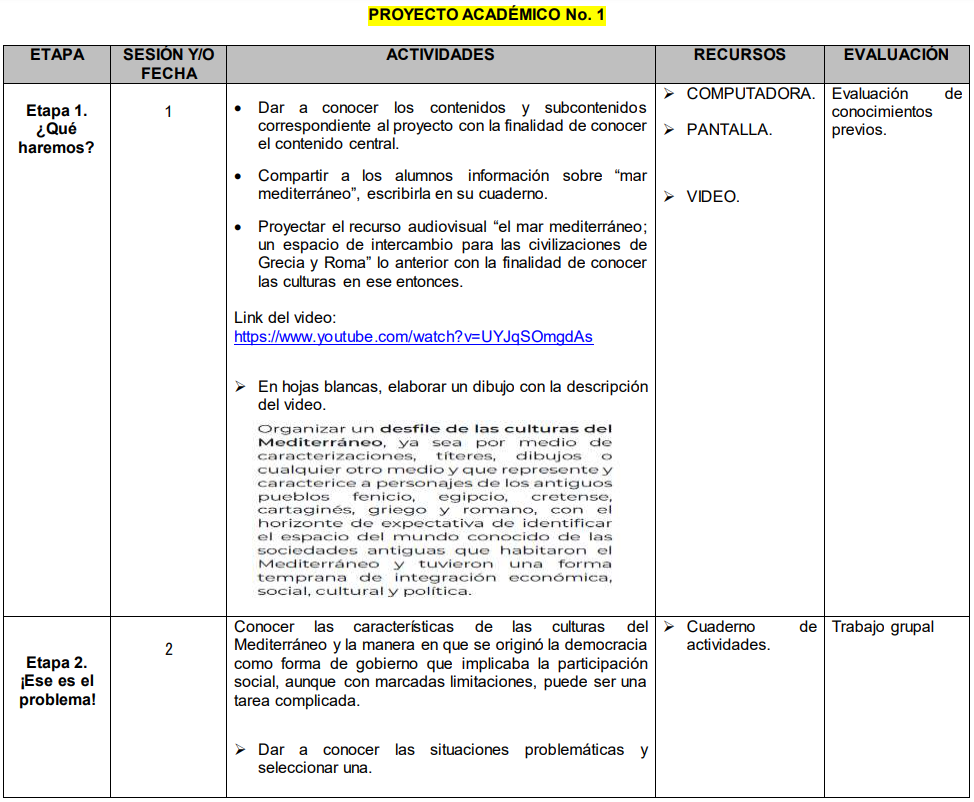 PROYECTO ACADÉMICO No. 1
ETAPA
SESIÓN Y/O
FECHA
ACTIVIDADES
RECURSOS
EVALUACIÓN
Etapa 1.
¿Qué
haremos?
1
• Dar a conocer los contenidos y subcontenidos
correspondiente al proyecto con la finalidad de conocer
el contenido central.
• Compartir a los alumnos información sobre “mar
mediterráneo”, escribirla en su cuaderno.
• Proyectar el recurso audiovisual “el mar mediterráneo;
un espacio de intercambio para las civilizaciones de
Grecia y Roma” lo anterior con la finalidad de conocer
las culturas en ese entonces.
Link del video:
https://www.youtube.com/watch?v=UYJqSOmgdAs
➢ En hojas blancas, elaborar un dibujo con la descripción
del video.
Organizar un desfile de las culturas del
Mediterráneo, ya sea por medio de
caracterizaciones, títeres, dibujos o
cualquier otro medio y que represente y
caracterice a personajes de los antiguos
pueblos fenicio, egipcio, cretense,
cartaginés, griego y romano, con el
horizonte de expectativa de identificar
el espacio del mundo conocido de las
sociedades antiguas que habitaron el
Mediterráneo y tuvieron una forma
temprana de integración económica,
social, cultural y política.
➢ COMPUTADORA.
➢ PANTALLA.
➢ VIDEO.
Evaluación de
conocimientos
previos.
Etapa 2.
¡Ese es el
problema!
2
Conocer las características de las culturas del
Mediterráneo y la manera en que se originó la democracia
como forma de gobierno que implicaba la participación
social, aunque con marcadas limitaciones, puede ser una
tarea complicada.
➢ Dar a conocer las situaciones problemáticas y
seleccionar una.
➢ Cuaderno de
actividades.
Trabajo grupal